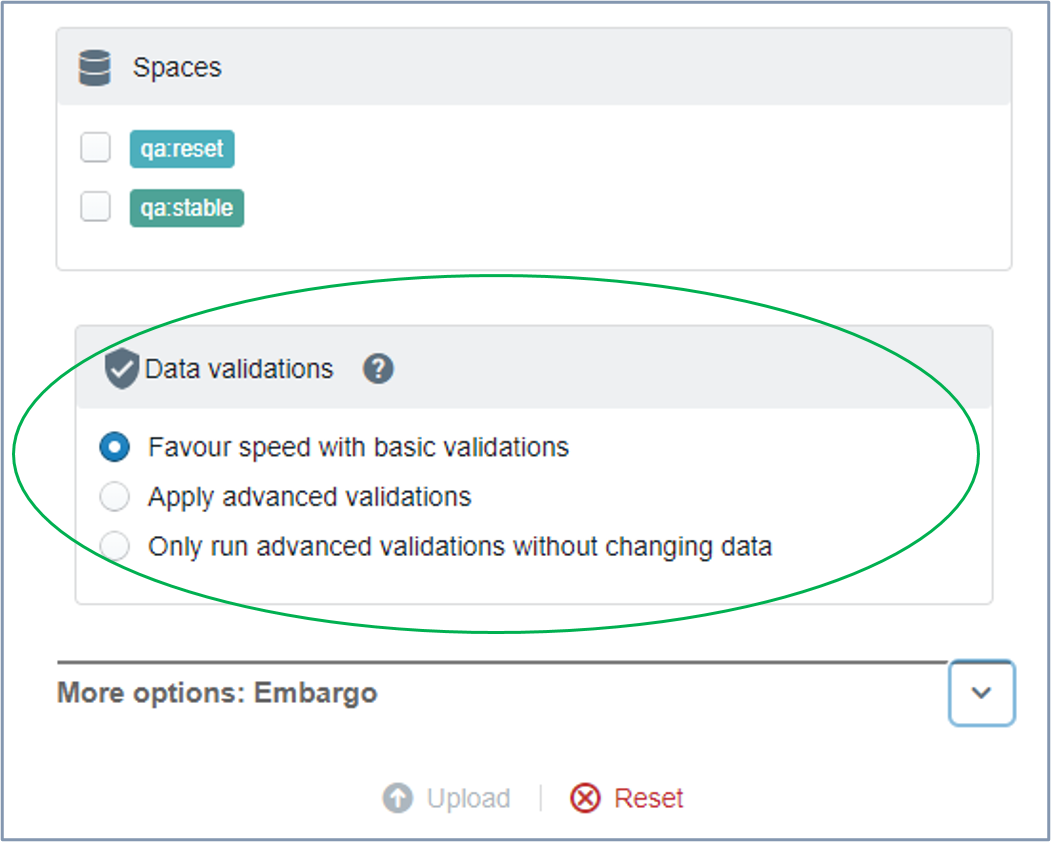 Spaces
qa:reset
qa:stable
Data validations ?
Favour speed with basic validations
Apply advanced validations
Only run advanced validations without changing data
More options: Embargo
Upload | Reset